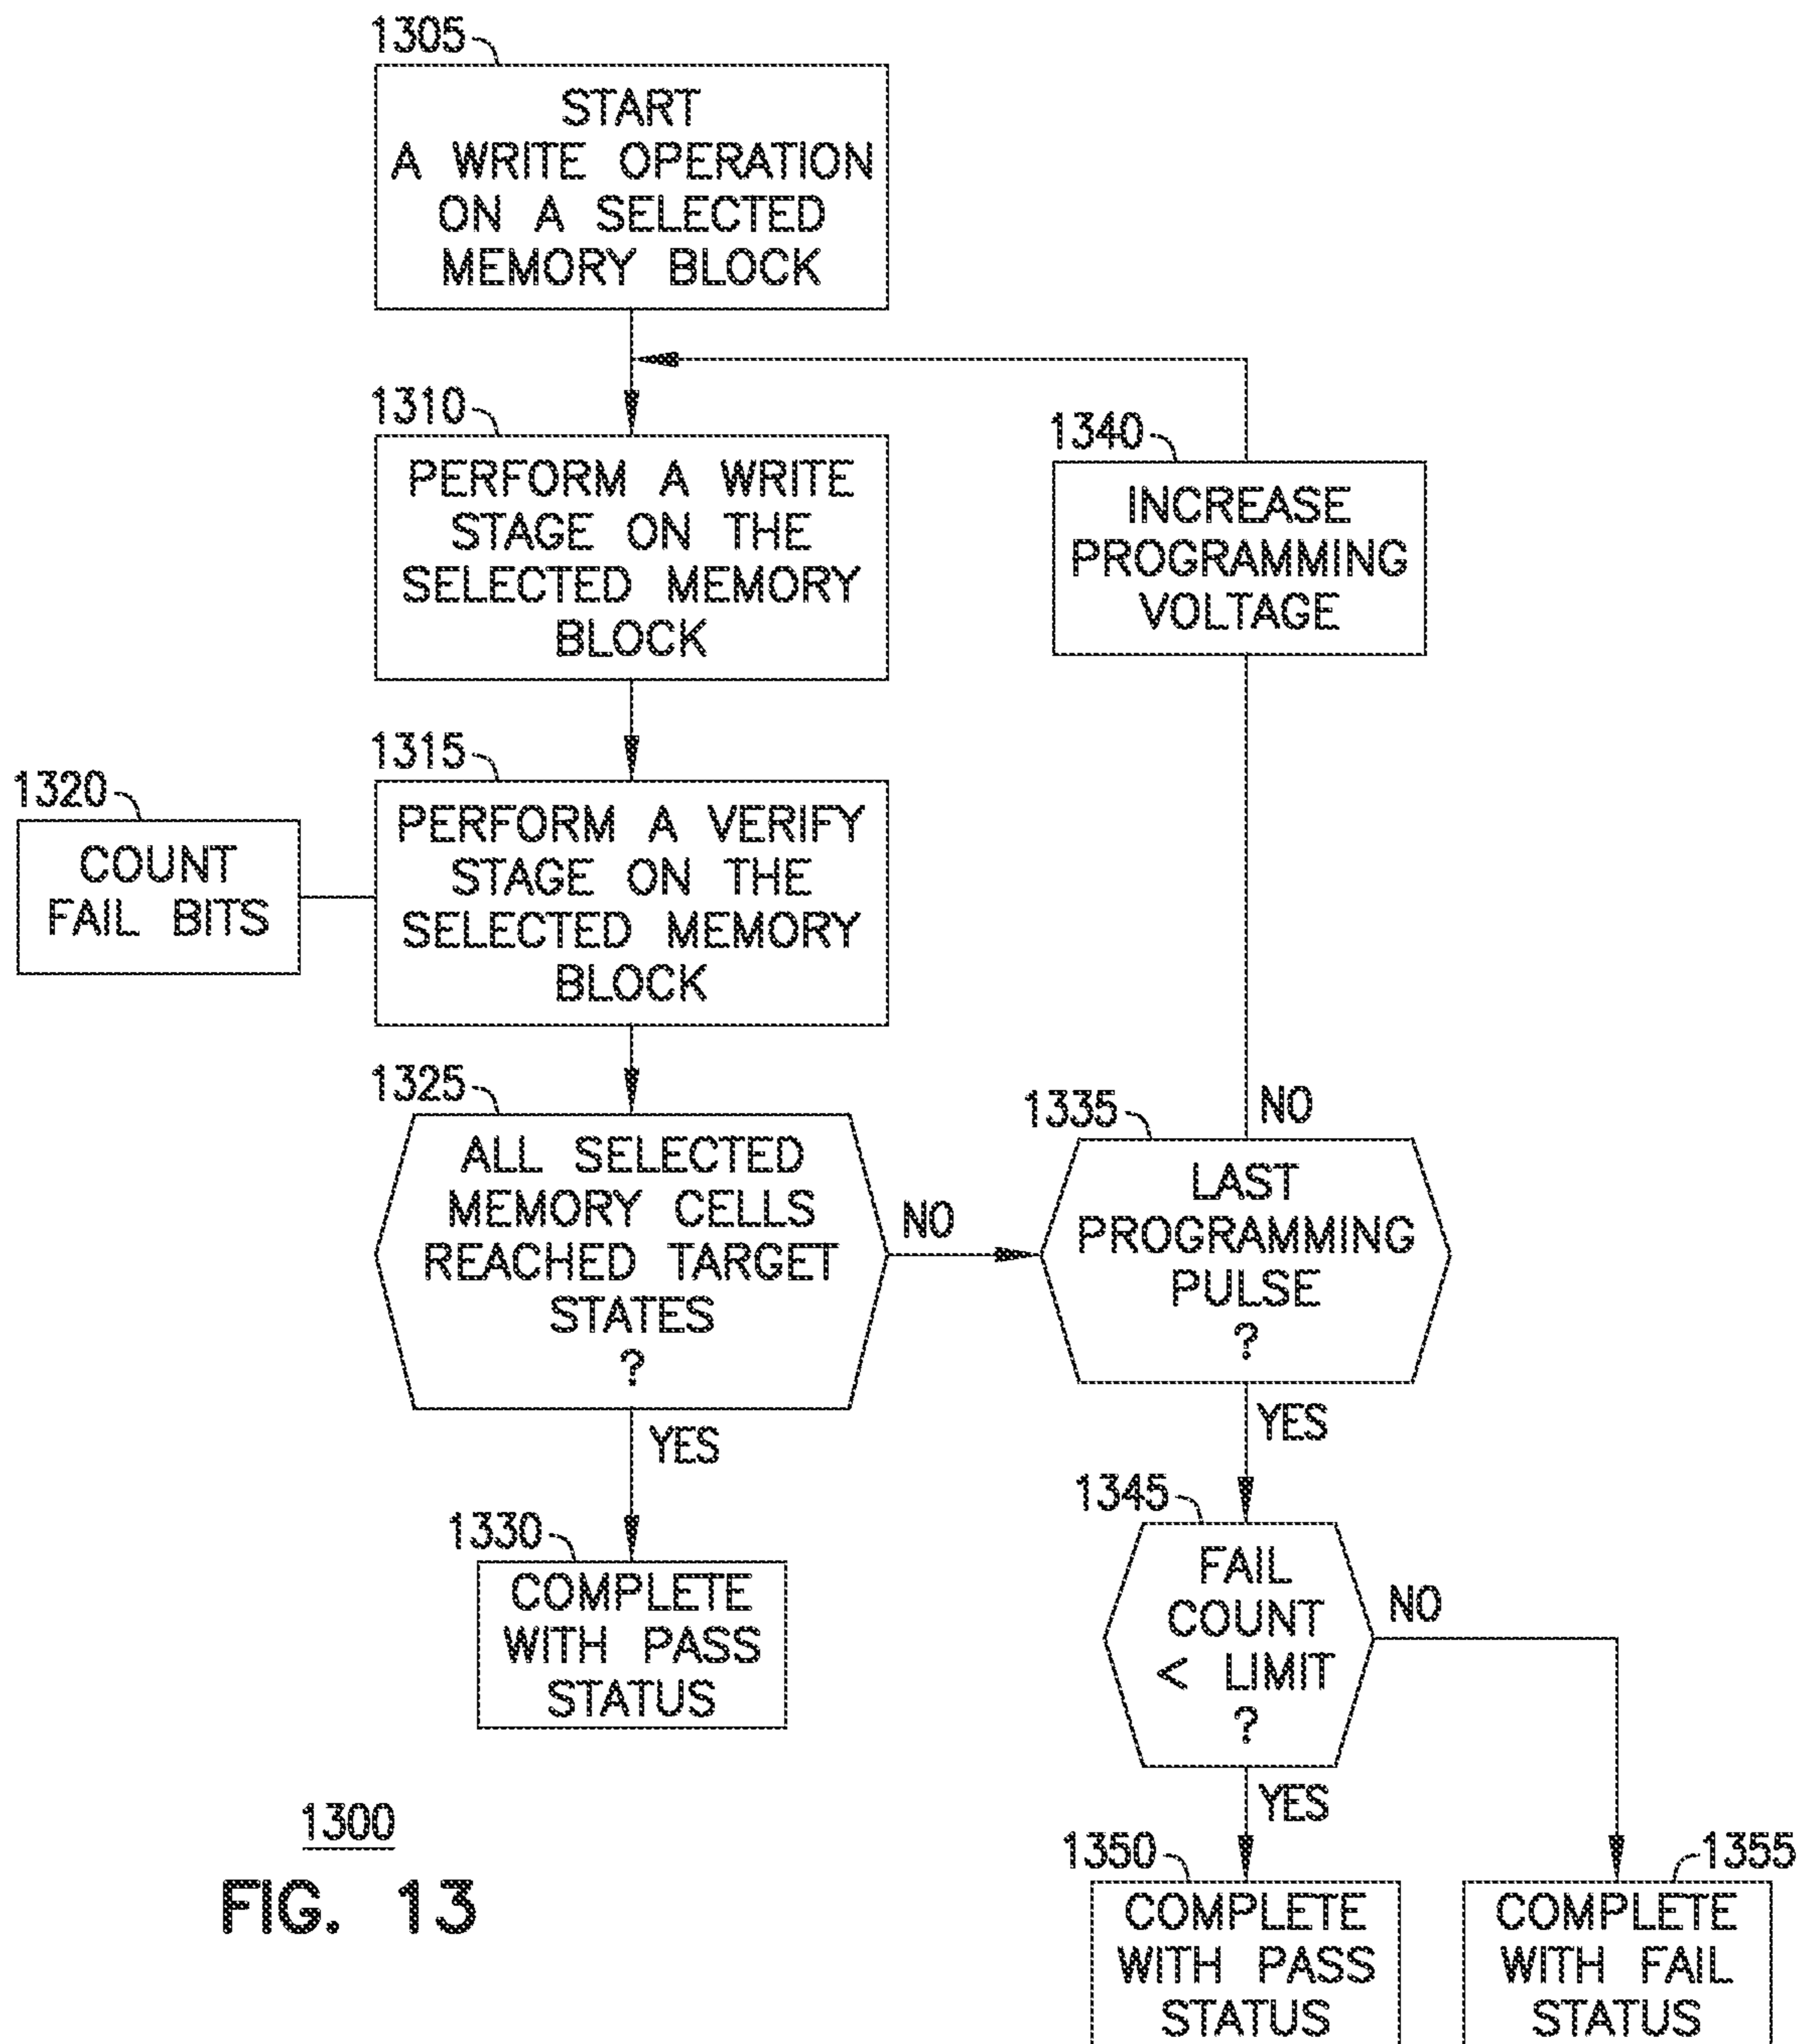 1305
START
A WRITE OPERATION
ON A SELECTED
MEMORY BLOCK
1310
PERFORM A WRITE
STAGE ON THE
SELECTED MEMORY
BLOCK
1340
INCREASE
PROGRAMMING
VOLTAGE
1315
PERFORM A VERIFY
STAGE ON THE
SELECTED MEMORY
BLOCK
1320
COUNT
FAIL BITS
1325
ALL SELECTED
MEMORY CELLS
REACHED TARGET
STATES
?
NO
YES
1335
NO
LAST
PROGRAMMING
PULSE
?
YES
1330
COMPLETE
WITH PASS
STATUS
1345
FAIL
COUNT
< LIMIT
?
NO
YES
1350
COMPLETE
WITH PASS
STATUS
1355
COMPLETE
WITH FAIL
STATUS
1300
FIG. 13